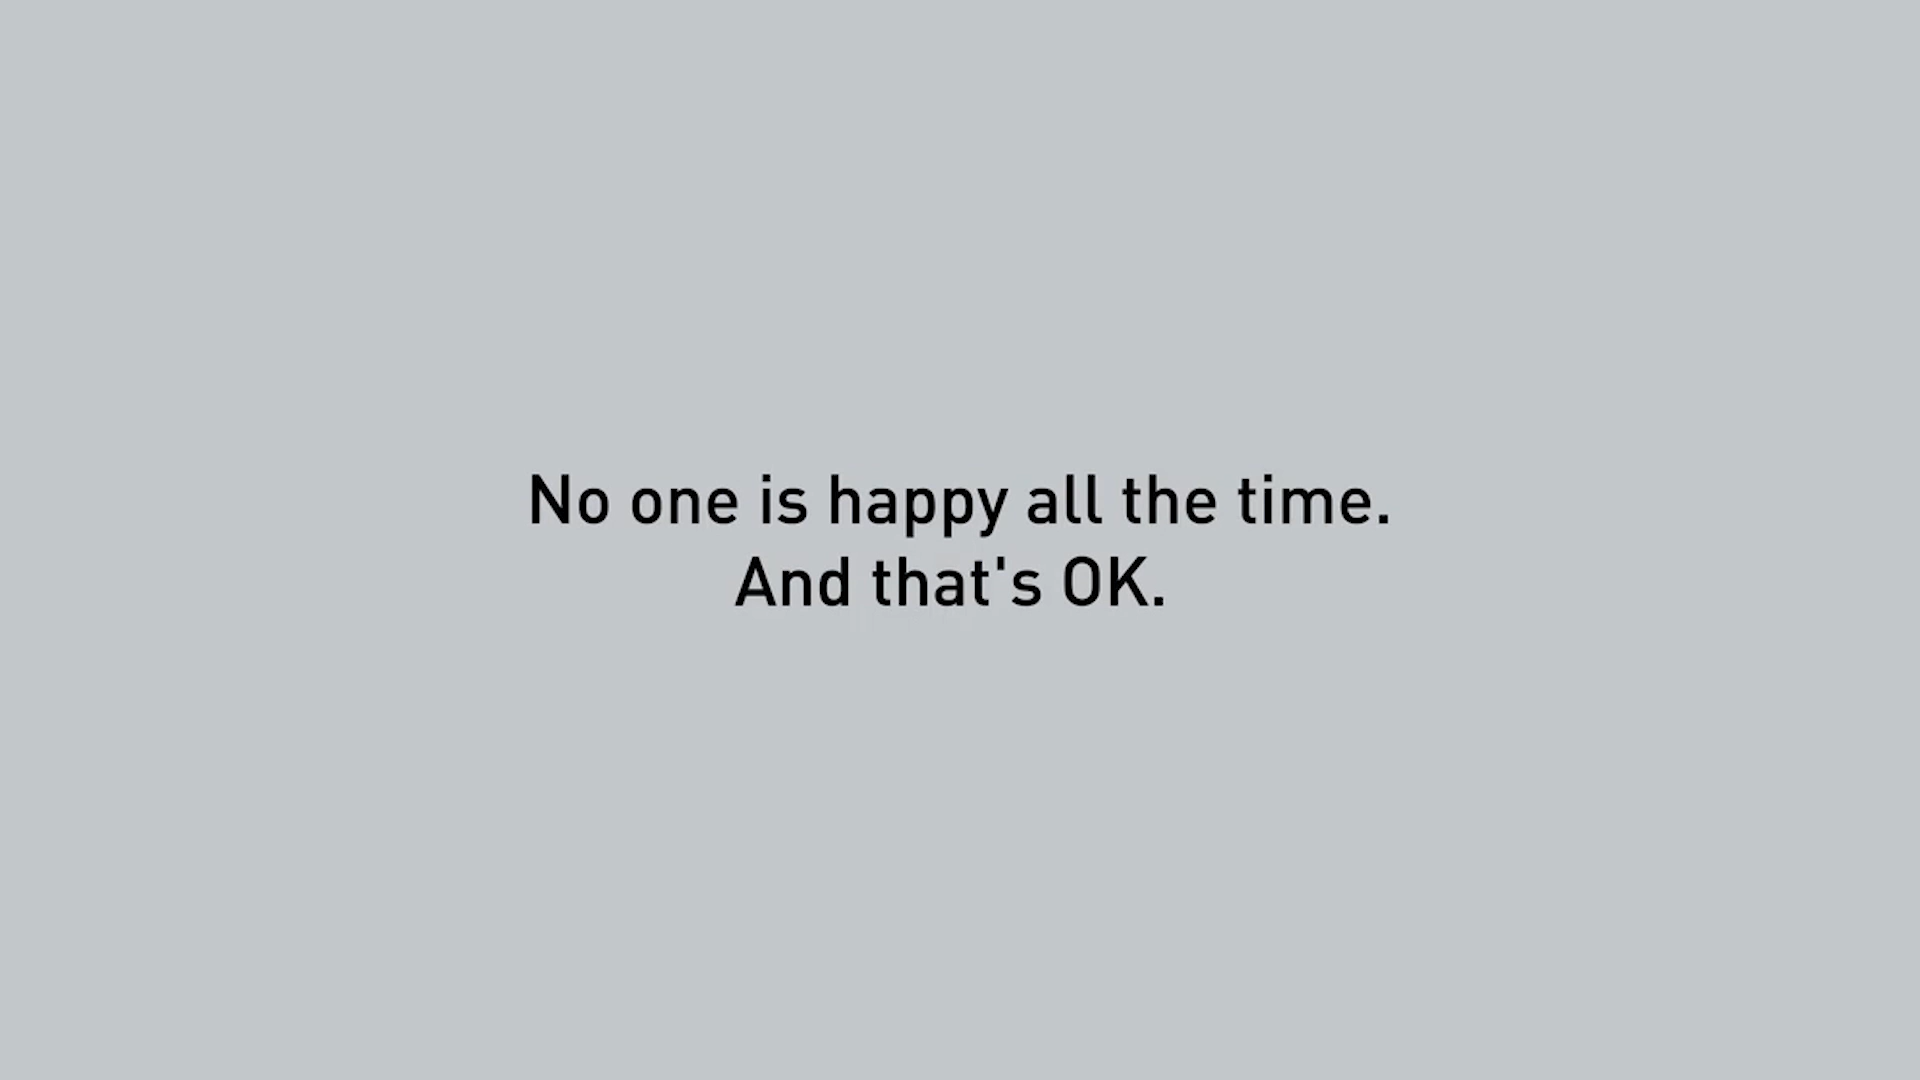 No one is happy all the time.
And that's OK.